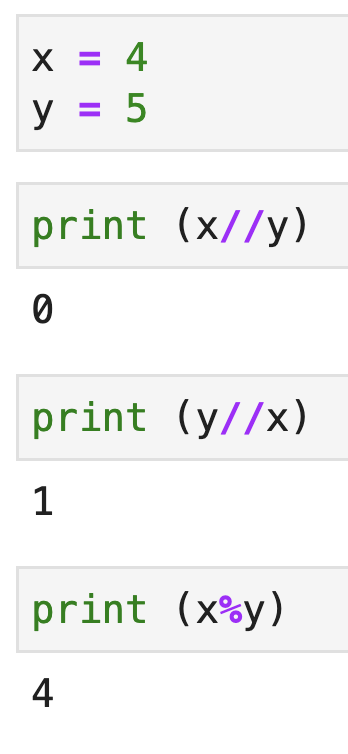 x = 4
y = 5
print (x//y)
0
print (y//x)
1
print (x%y)
4